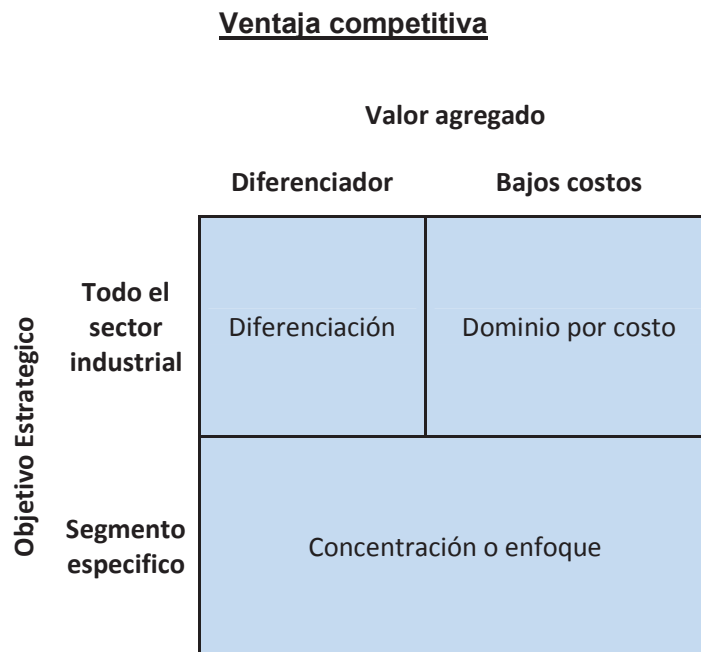 Ventaja competitiva
Valor agregado
Diferenciador
Bajos costos
Objetivo Estrategico
Todo el
sector
industrial
Diferenciación
Dominio por costo
Segmento
especifico
Concentración o enfoque